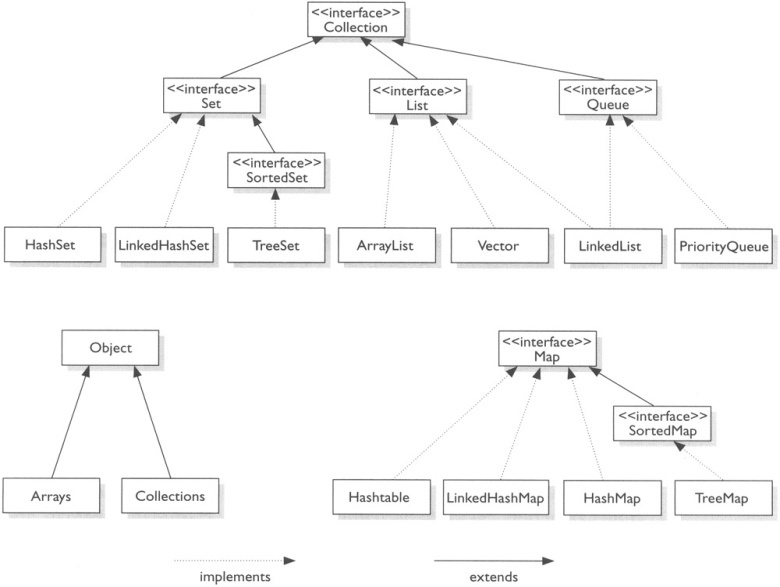 <<interface>>
Collection
<<interface>>
Set
<<interface>>
List
<<interface>>
Queue
<<interface>>
SortedSet
HashSet
LinkedHashSet
TreeSet
ArrayList
Vector
LinkedList
PriorityQueue
Object
<<interface>>
Map
<<interface>>
SortedMap
Arrays
Collections
Hashtable
LinkedHashMap
HashMap
TreeMap
implements
extends